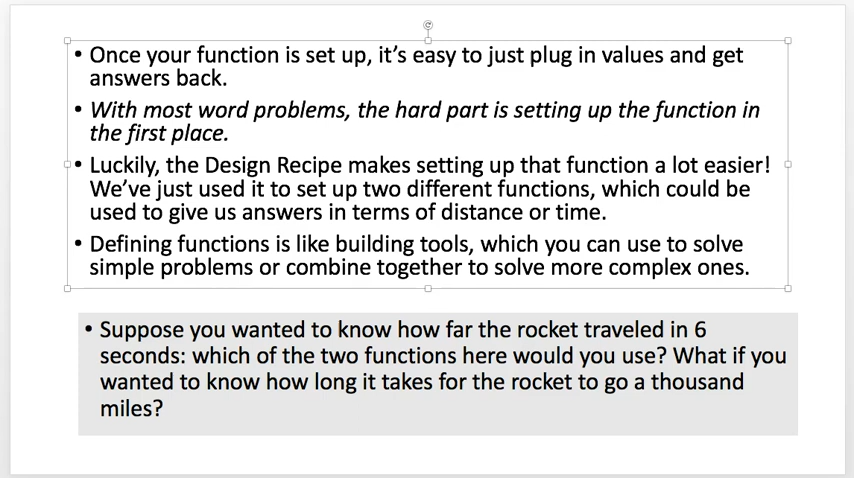 • Once your function is set up, it’s easy to just plug in values and get
answers back.
• With most word problems, the hard part is setting up the function in
the first place.
• Luckily, the Design Recipe makes setting up that function a lot easier!
We’ve just used it to set up two different functions, which could be
used to give us answers in terms of distance or time.
• Defining functions is like building tools, which you can use to solve
simple problems or combine together to solve more complex ones.
• Suppose you wanted to know how far the rocket traveled in 6
seconds: which of the two functions here would you use? What if you
wanted to know how long it takes for the rocket to go a thousand
miles?